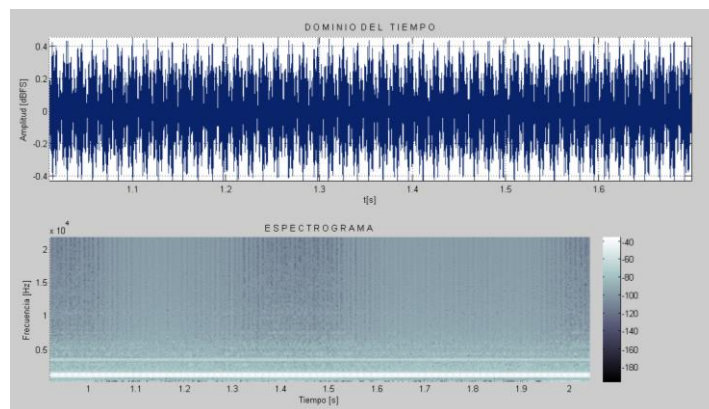 DOMINIO DEL TIEMPO
Amplitud [dBFS]
0.4
0.2
0
-0.2
-0.4
1.1 1.2 1.3 1.4 1.5 1.6
t[s]
ESPECTROGRAMA
x 10^4
Frecuencia [Hz]
2
1.5
1
0.5
1 1.1 1.2 1.3 1.4 1.5 1.6 1.7 1.8 1.9 2
Tiempo [s]
-40
-60
-80
-100
-120
-140
-160
-180